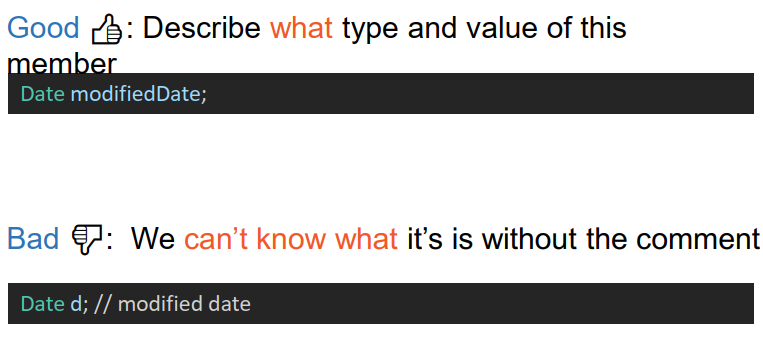 Good 👍: Describe what type and value of this
member
Date modifiedDate;
Bad 👎: We can’t know what it’s is without the comment
Date d; // modified date